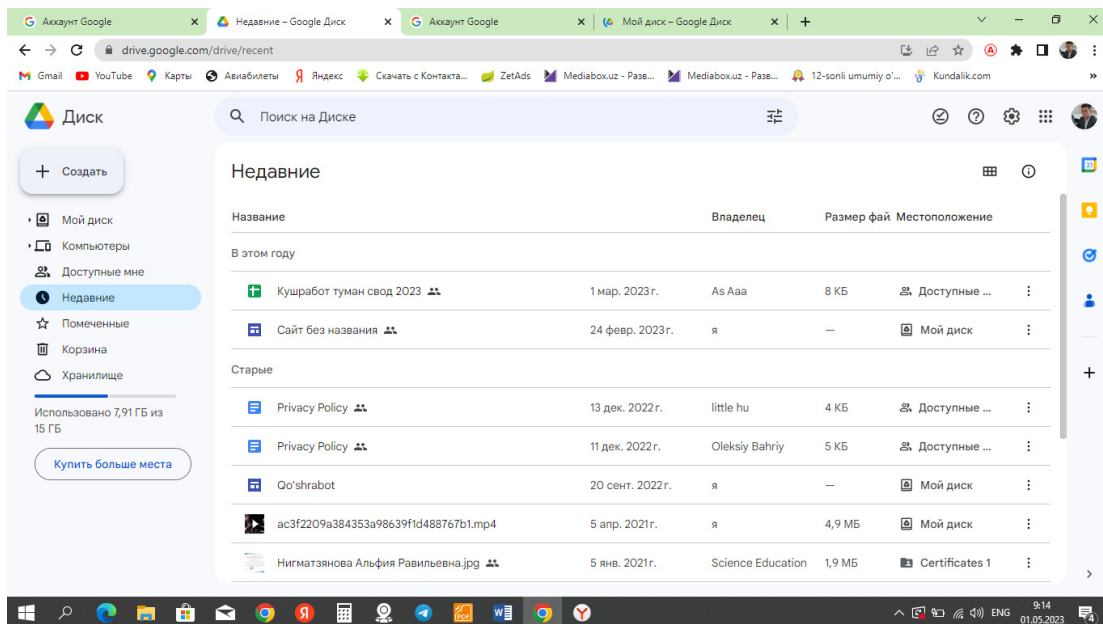 Аккаунт Google
Недавние – Google Диск
Аккаунт Google
Мой диск – Google Диск
drive.google.com/drive/recent
Gmail
YouTube
Карты
Авиабилеты
Яндекс
Скачать с Контакта...
ZetAds
Mediabox.uz - Разв...
Mediabox.uz - Разв...
12-sonli umumiy o'...
Kundalik.com
»
Диск
Поиск на Диске
Создать
Мой диск
Компьютеры
Доступные мне
Недавние
Помеченные
Корзина
Хранилище
Использовано 7,91 ГБ из
15 ГБ
Купить больше места
Недавние
Название Владелец Размер фай Местоположение
В этом году
Кушработ туман свод 2023 1 мар. 2023 г. As Aaa 8 КБ Доступные ...
Сайт без названия 24 февр. 2023 г. я — Мой диск
Старые
Privacy Policy 13 дек. 2022 г. little hu 4 КБ Доступные ...
Privacy Policy 11 дек. 2022 г. Oleksiy Bahriy 5 КБ Доступные ...
Qo'shrabot 20 сент. 2022 г. я — Мой диск
ac3f2209a384353a98639f1d488767b1.mp4 5 апр. 2021 г. я 4,9 МБ Мой диск
Нигматзянова Альфия Равильевна.jpg 5 янв. 2021 г. Science Education 1,9 МБ Certificates 1
31
ENG
9:14
01.05.2023
4